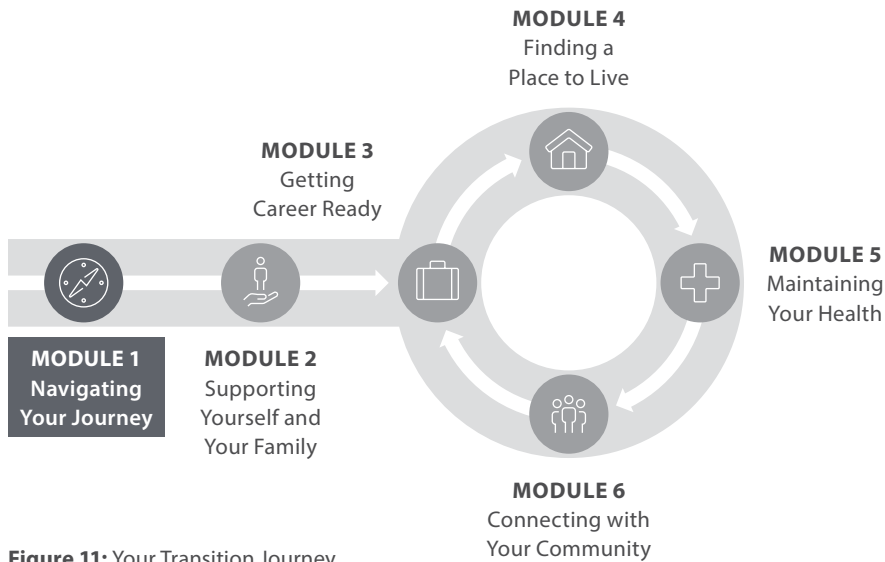 MODULE 4
Finding a
Place to Live
MODULE 3
Getting
Career Ready
MODULE 5
Maintaining
Your Health
MODULE 1
Navigating
Your Journey
MODULE 2
Supporting
Yourself and
Your Family
MODULE 6
Connecting with
Your Community
Figure 11: Your Transition Journey